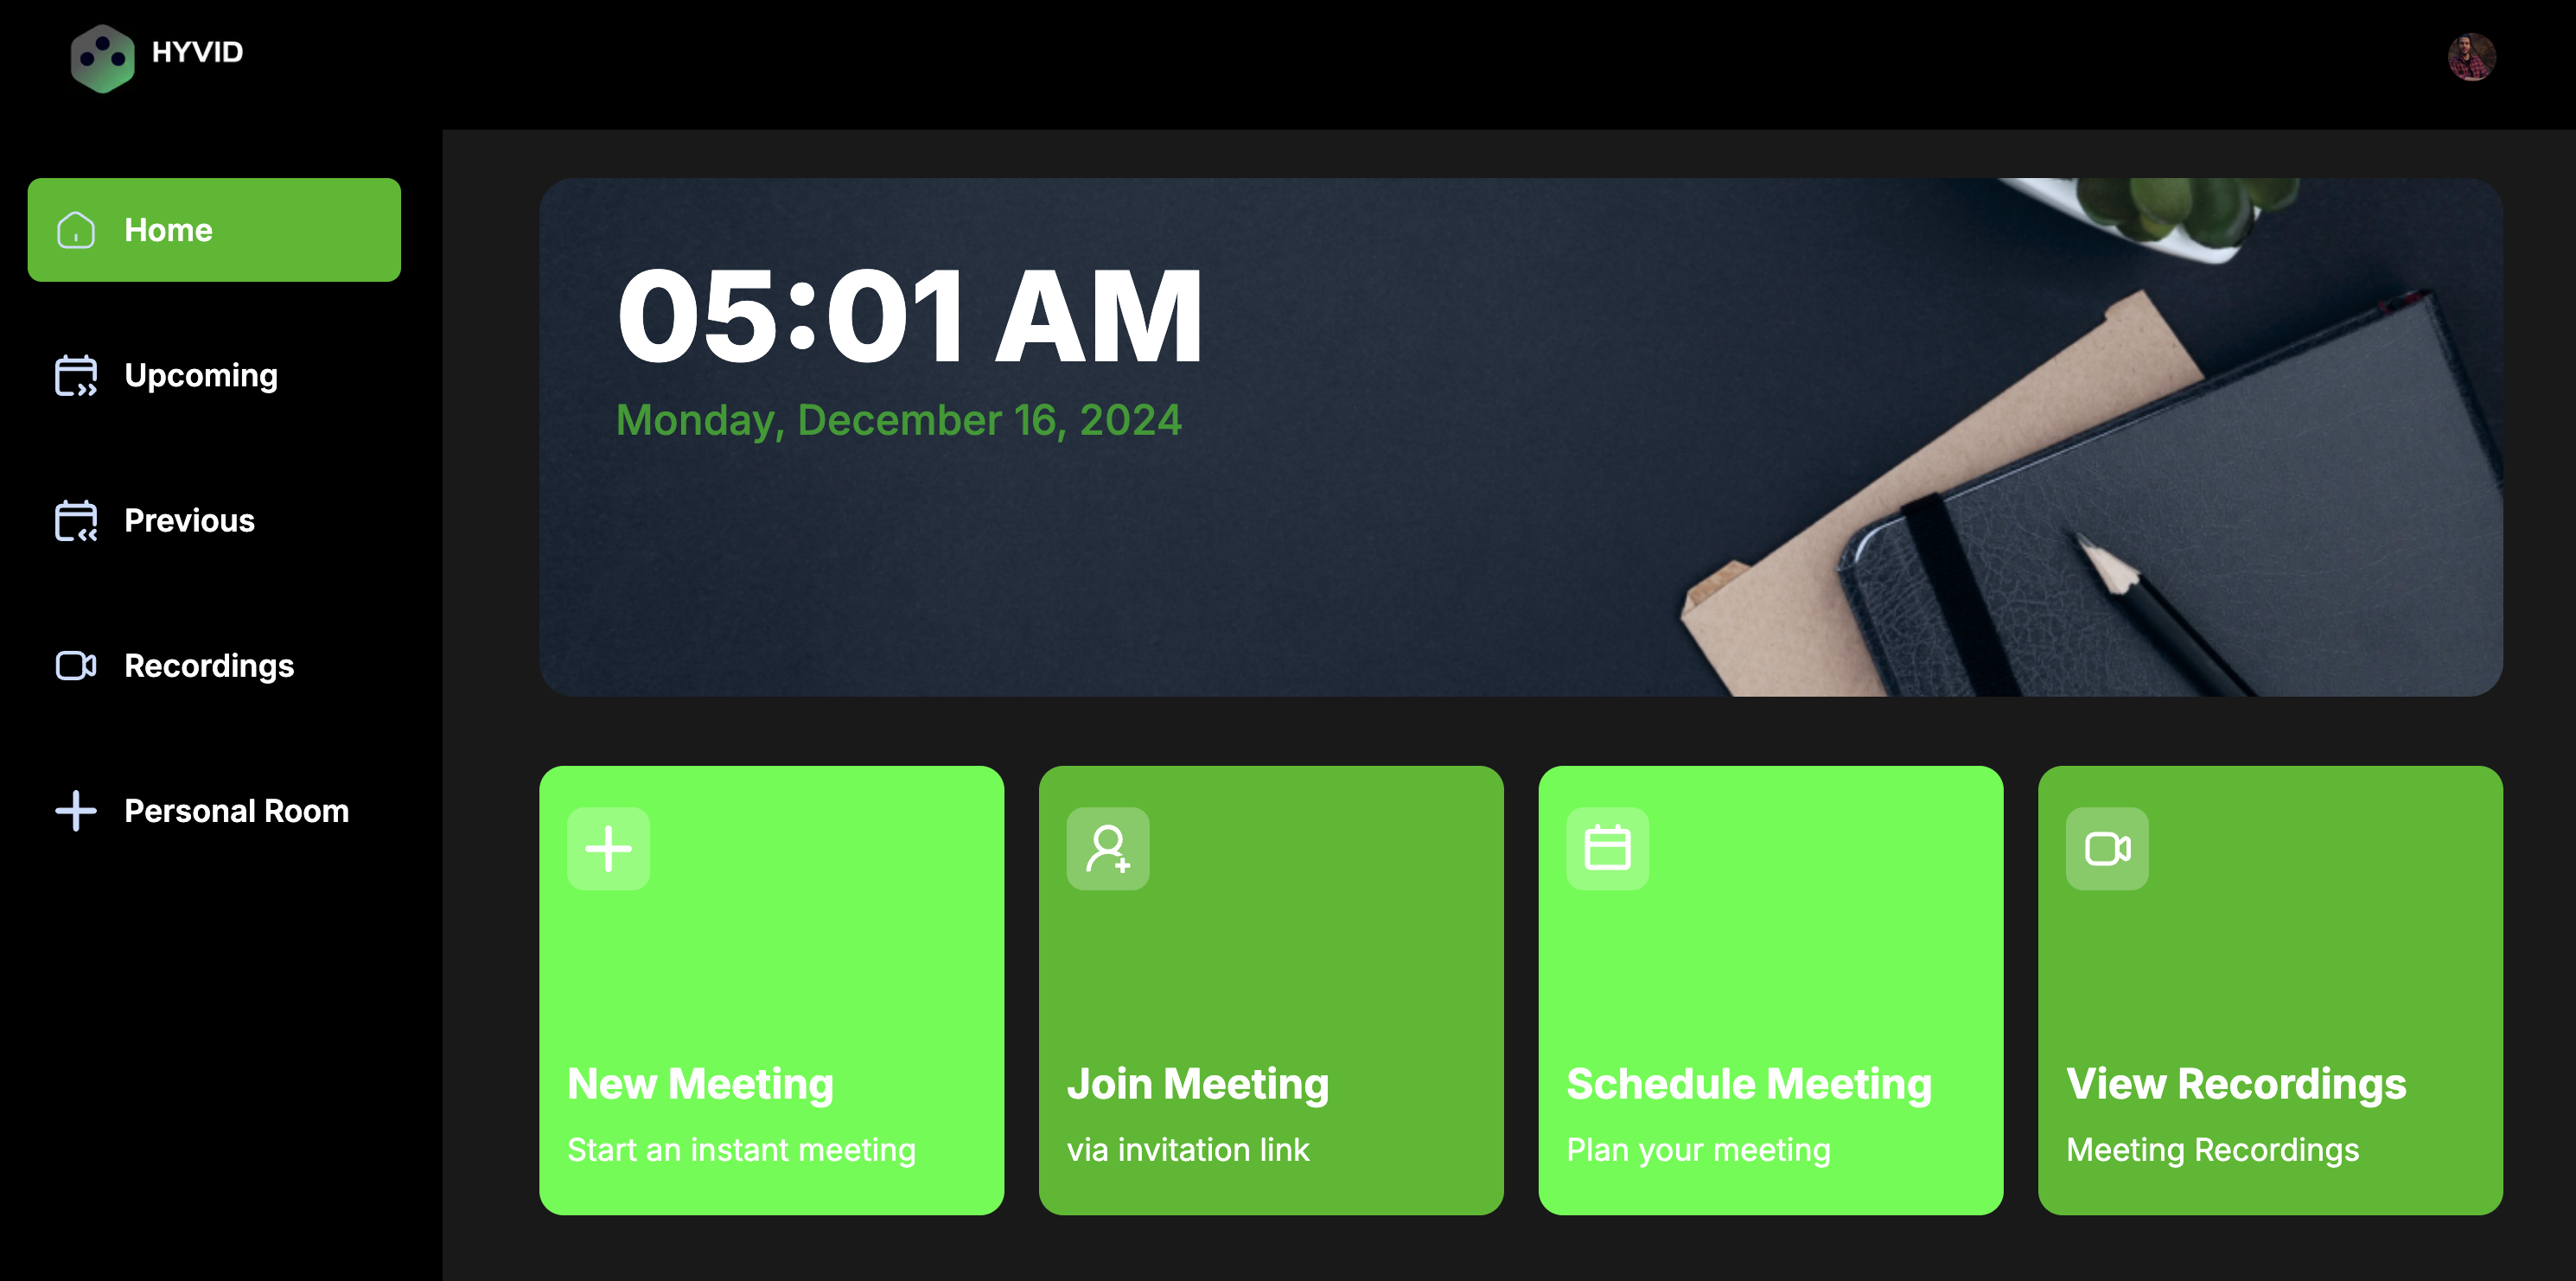 HYVID
Home
Upcoming
Previous
Recordings
Personal Room
05:01 AM
Monday, December 16, 2024
New Meeting
Start an instant meeting
Join Meeting
via invitation link
Schedule Meeting
Plan your meeting
View Recordings
Meeting Recordings